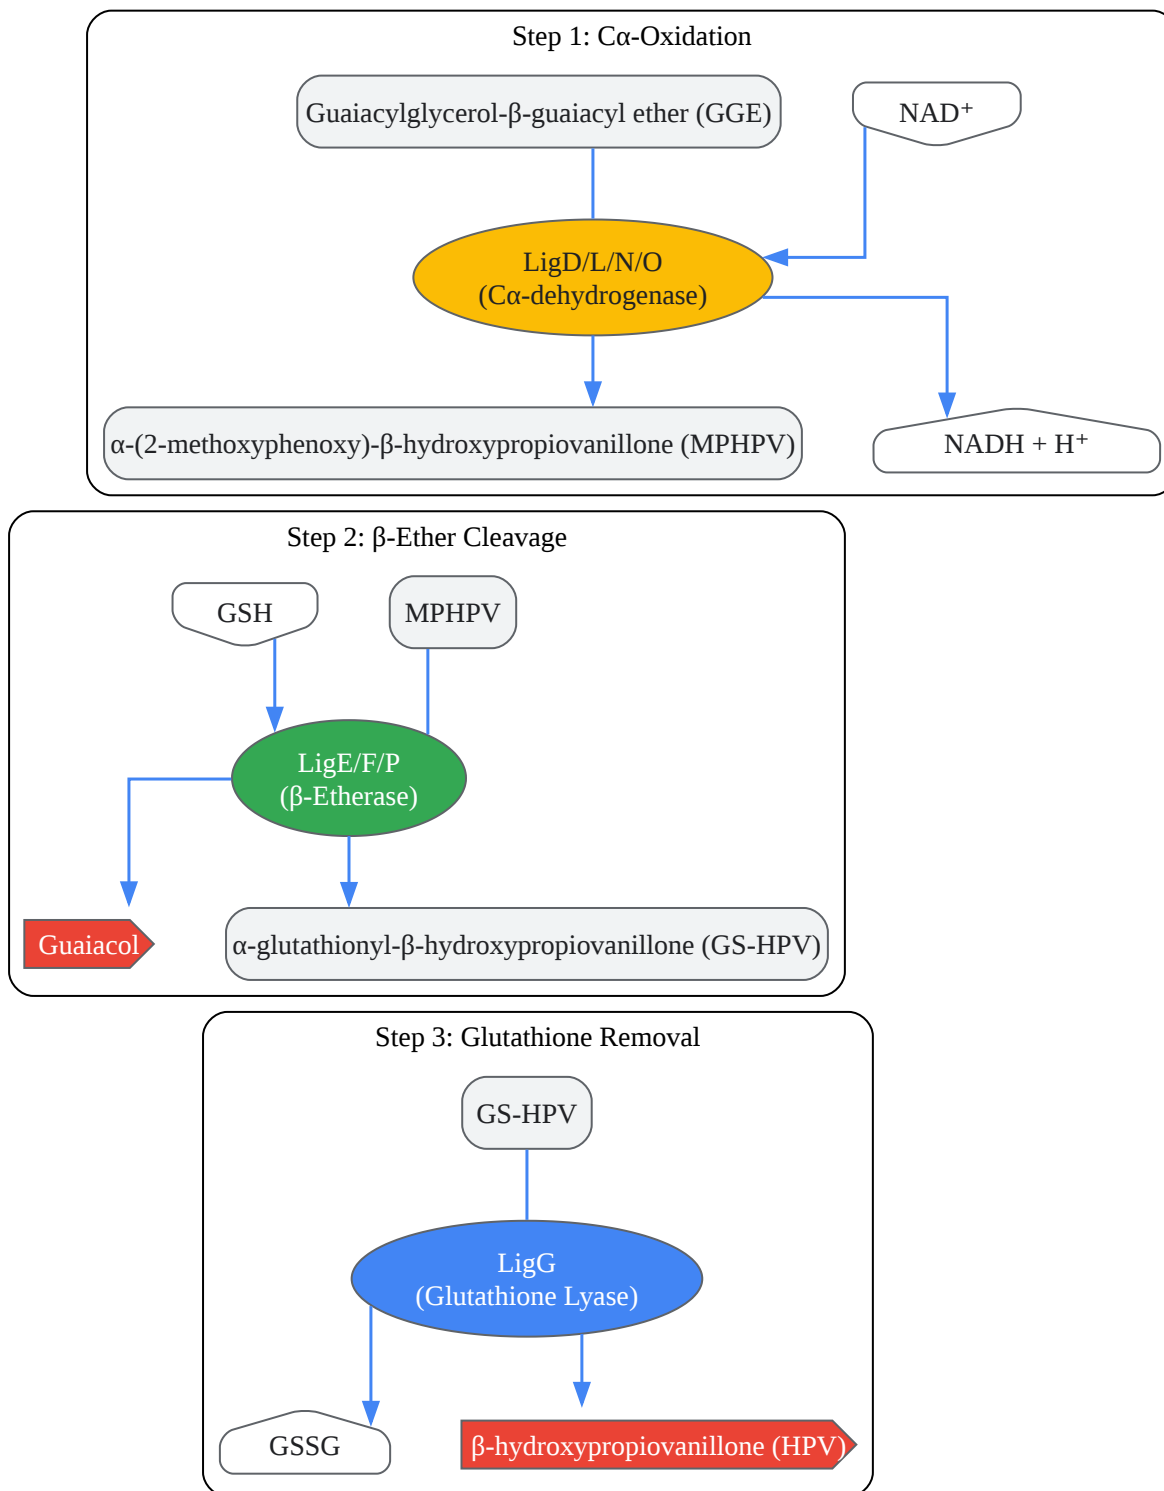 Step 1: Cα-Oxidation
Guaiacylglycerol-β-guaiacyl ether (GGE)
NAD⁺
LigD/L/N/O
(Cα-dehydrogenase)
α-(2-methoxyphenoxy)-β-hydroxypropiovanillone (MPHPV)
NADH + H⁺
Step 2: β-Ether Cleavage
GSH
MPHPV
LigE/F/P
(β-Etherase)
Guaiacol
α-glutathionyl-β-hydroxypropiovanillone (GS-HPV)
Step 3: Glutathione Removal
GS-HPV
LigG
(Glutathione Lyase)
GSSG
β-hydroxypropiovanillone (HPV)